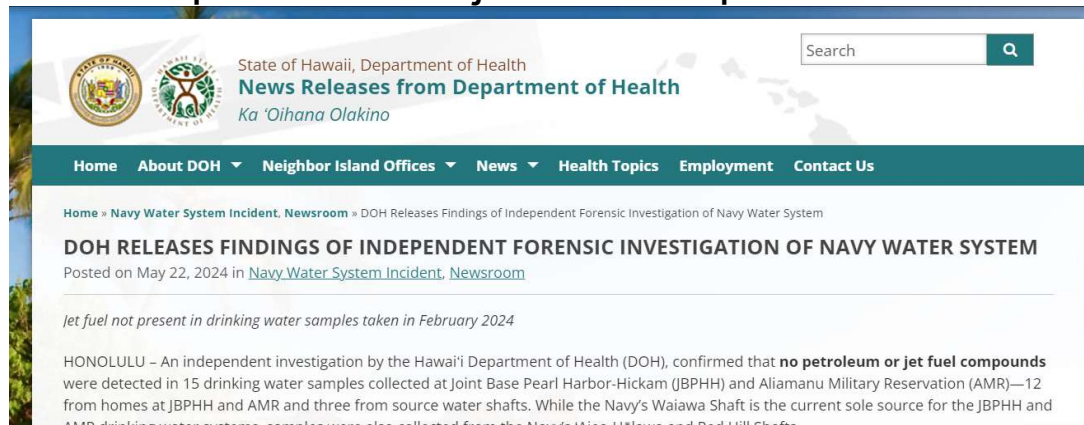 State of Hawaii, Department of Health
News Releases from Department of Health
Ka ʻOihana Olakino
Search
Home About DOH Neighbor Island Offices News Health Topics Employment Contact Us
Home » Navy Water System Incident, Newsroom » DOH Releases Findings of Independent Forensic Investigation of Navy Water System
DOH RELEASES FINDINGS OF INDEPENDENT FORENSIC INVESTIGATION OF NAVY WATER SYSTEM
Posted on May 22, 2024 in Navy Water System Incident, Newsroom
Jet fuel not present in drinking water samples taken in February 2024
HONOLULU – An independent investigation by the Hawaiʻi Department of Health (DOH), confirmed that no petroleum or jet fuel compounds
were detected in 15 drinking water samples collected at Joint Base Pearl Harbor-Hickam (JBPHH) and Aliamanu Military Reservation (AMR)—12
from homes at JBPHH and AMR and three from source water shafts. While the Navy's Waiawa Shaft is the current sole source for the JBPHH and